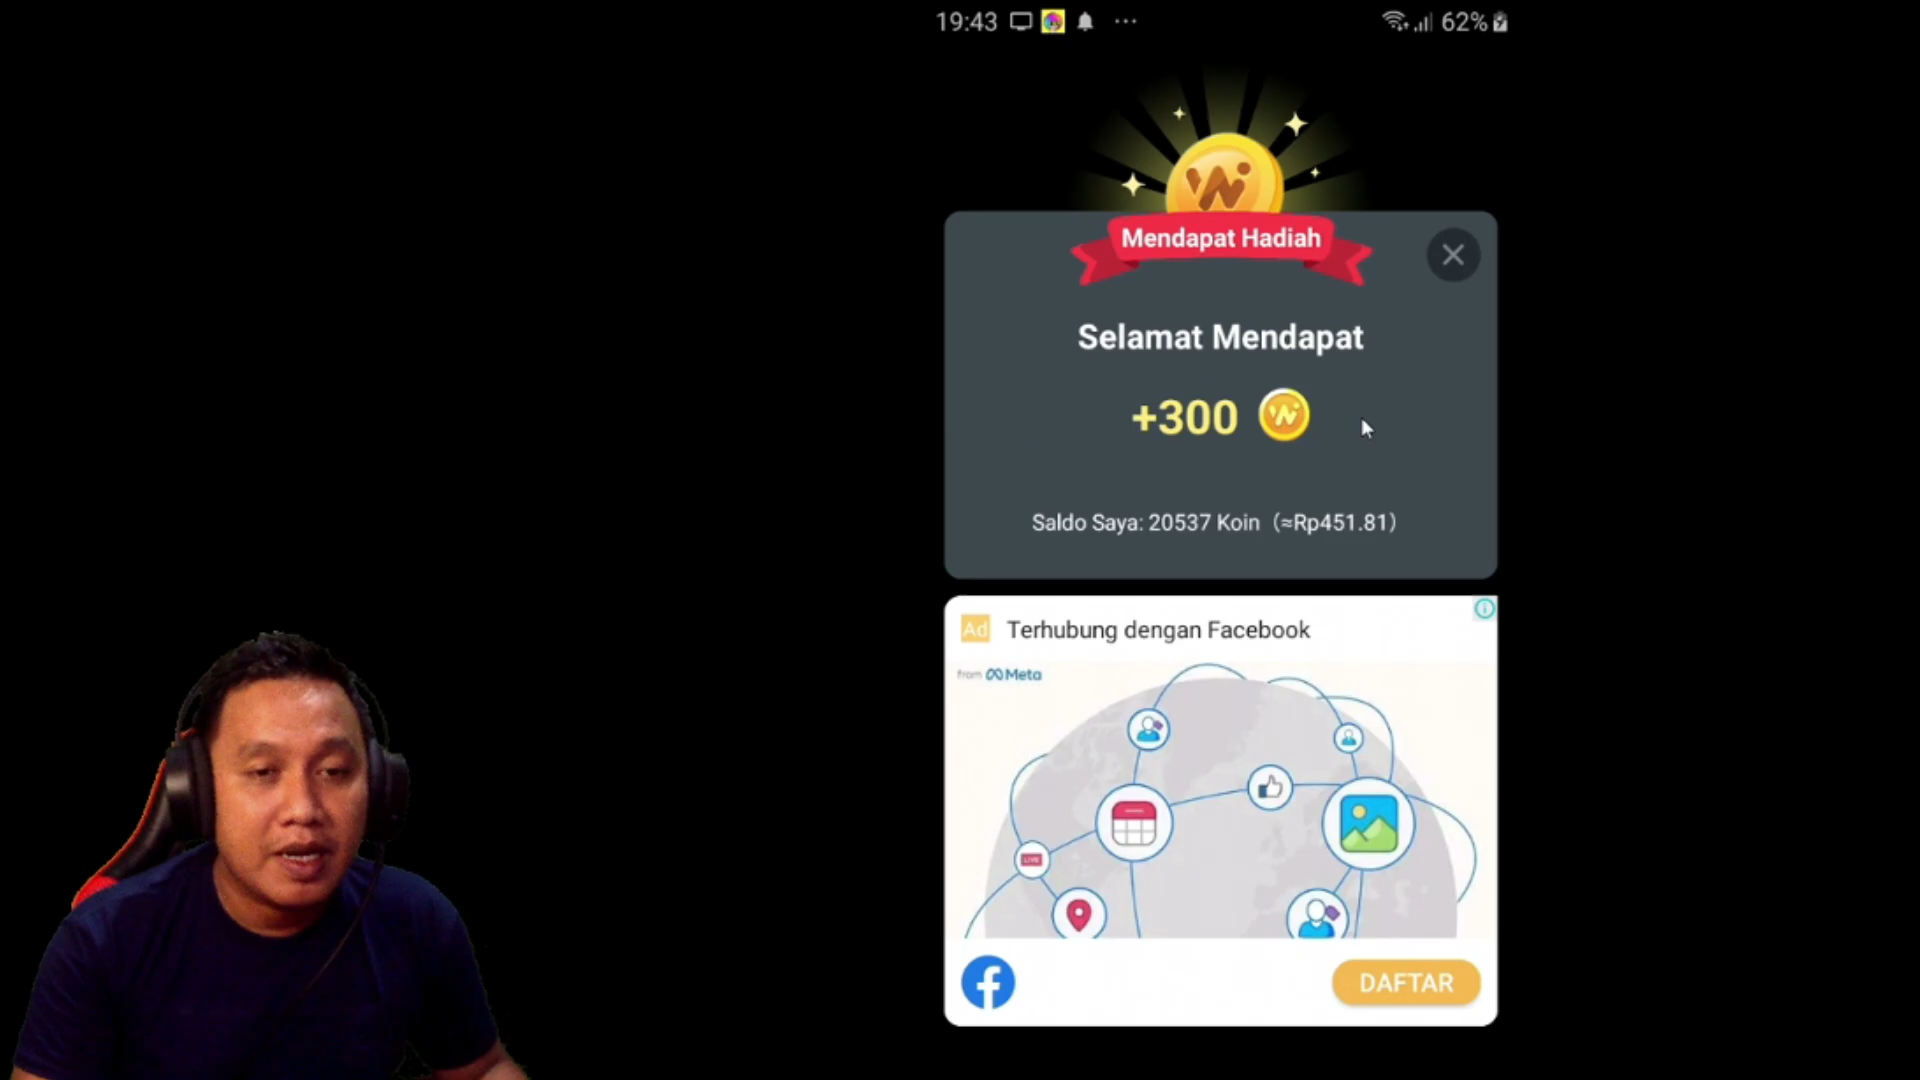 19:43
62%
Mendapat Hadiah
Selamat Mendapat
+300
Saldo Saya: 20537 Koin (≈Rp451.81)
Ad Terhubung dengan Facebook
from Meta
LIVE
DAFTAR